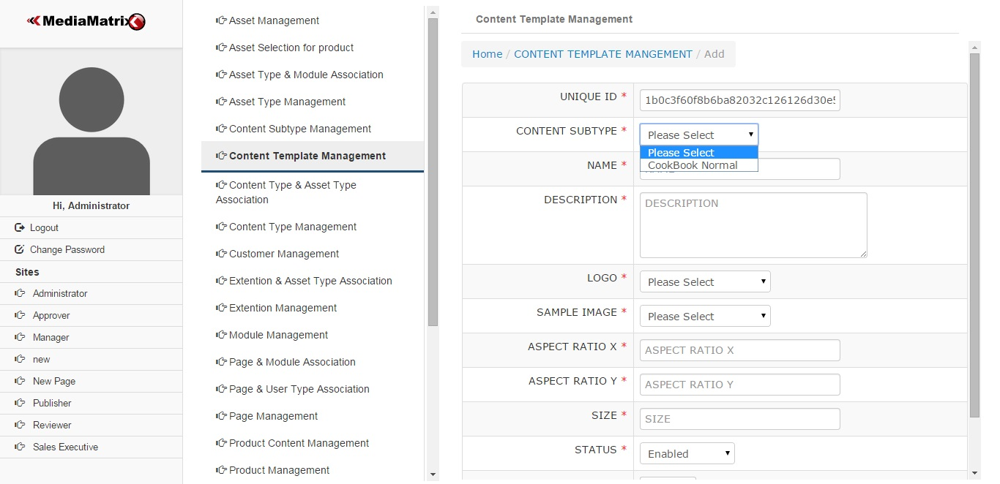 MediaMatrix
Hi, Administrator
Logout
Change Password
Sites
Administrator
Approver
Manager
new
New Page
Publisher
Reviewer
Sales Executive
Asset Management
Asset Selection for product
Asset Type & Module Association
Asset Type Management
Content Subtype Management
Content Template Management
Content Type & Asset Type
Association
Content Type Management
Customer Management
Extention & Asset Type Association
Extention Management
Module Management
Page & Module Association
Page & User Type Association
Page Management
Product Content Management
Product Management
Content Template Management
Home / CONTENT TEMPLATE MANGEMENT / Add
UNIQUE ID * 1b0c3f60f8b6ba82032c126126d30e5
CONTENT SUBTYPE * Please Select
Please Select
CookBook Normal
NAME *
DESCRIPTION * DESCRIPTION
LOGO * Please Select
SAMPLE IMAGE * Please Select
ASPECT RATIO X * ASPECT RATIO X
ASPECT RATIO Y * ASPECT RATIO Y
SIZE * SIZE
STATUS * Enabled